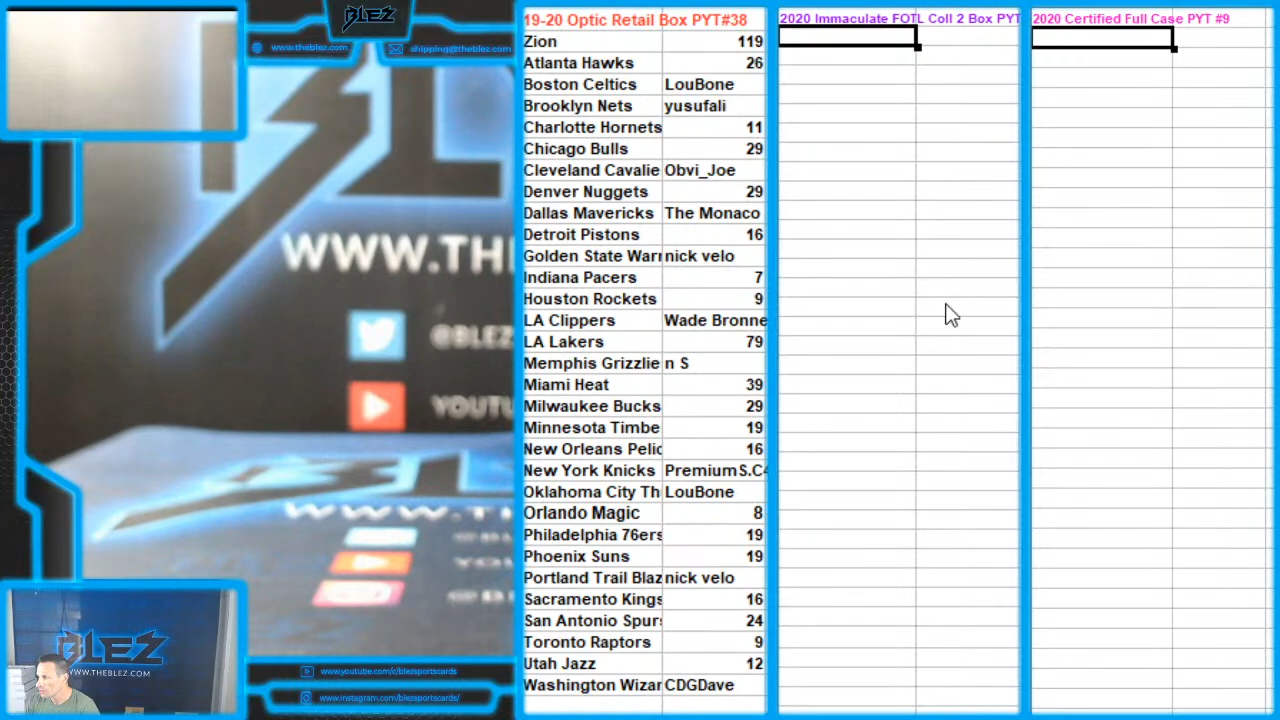 BLEZ
www.theblez.com
shipping@theblez.com
WWW.TH
@BLEZ
YOUTU
WWW.T
BLEZ
WWW.THEBLEZ.COM
www.youtube.com/c/blezsportscards
www.instagram.com/blezsportscards/
19-20 Optic Retail Box PYT#38
Zion 119
Atlanta Hawks 26
Boston Celtics LouBone
Brooklyn Nets yusufali
Charlotte Hornets 11
Chicago Bulls 29
Cleveland Cavalie Obvi_Joe
Denver Nuggets 29
Dallas Mavericks The Monaco
Detroit Pistons 16
Golden State Warr nick velo
Indiana Pacers 7
Houston Rockets 9
LA Clippers Wade Bronne
LA Lakers 79
Memphis Grizzlie n S
Miami Heat 39
Milwaukee Bucks 29
Minnesota Timbe 19
New Orleans Pelic 16
New York Knicks PremiumS.C4
Oklahoma City Th LouBone
Orlando Magic 8
Philadelphia 76ers 19
Phoenix Suns 19
Portland Trail Blaz nick velo
Sacramento Kings 16
San Antonio Spurs 24
Toronto Raptors 9
Utah Jazz 12
Washington Wizar CDGDave
2020 Immaculate FOTL Coll 2 Box PYT
2020 Certified Full Case PYT #9